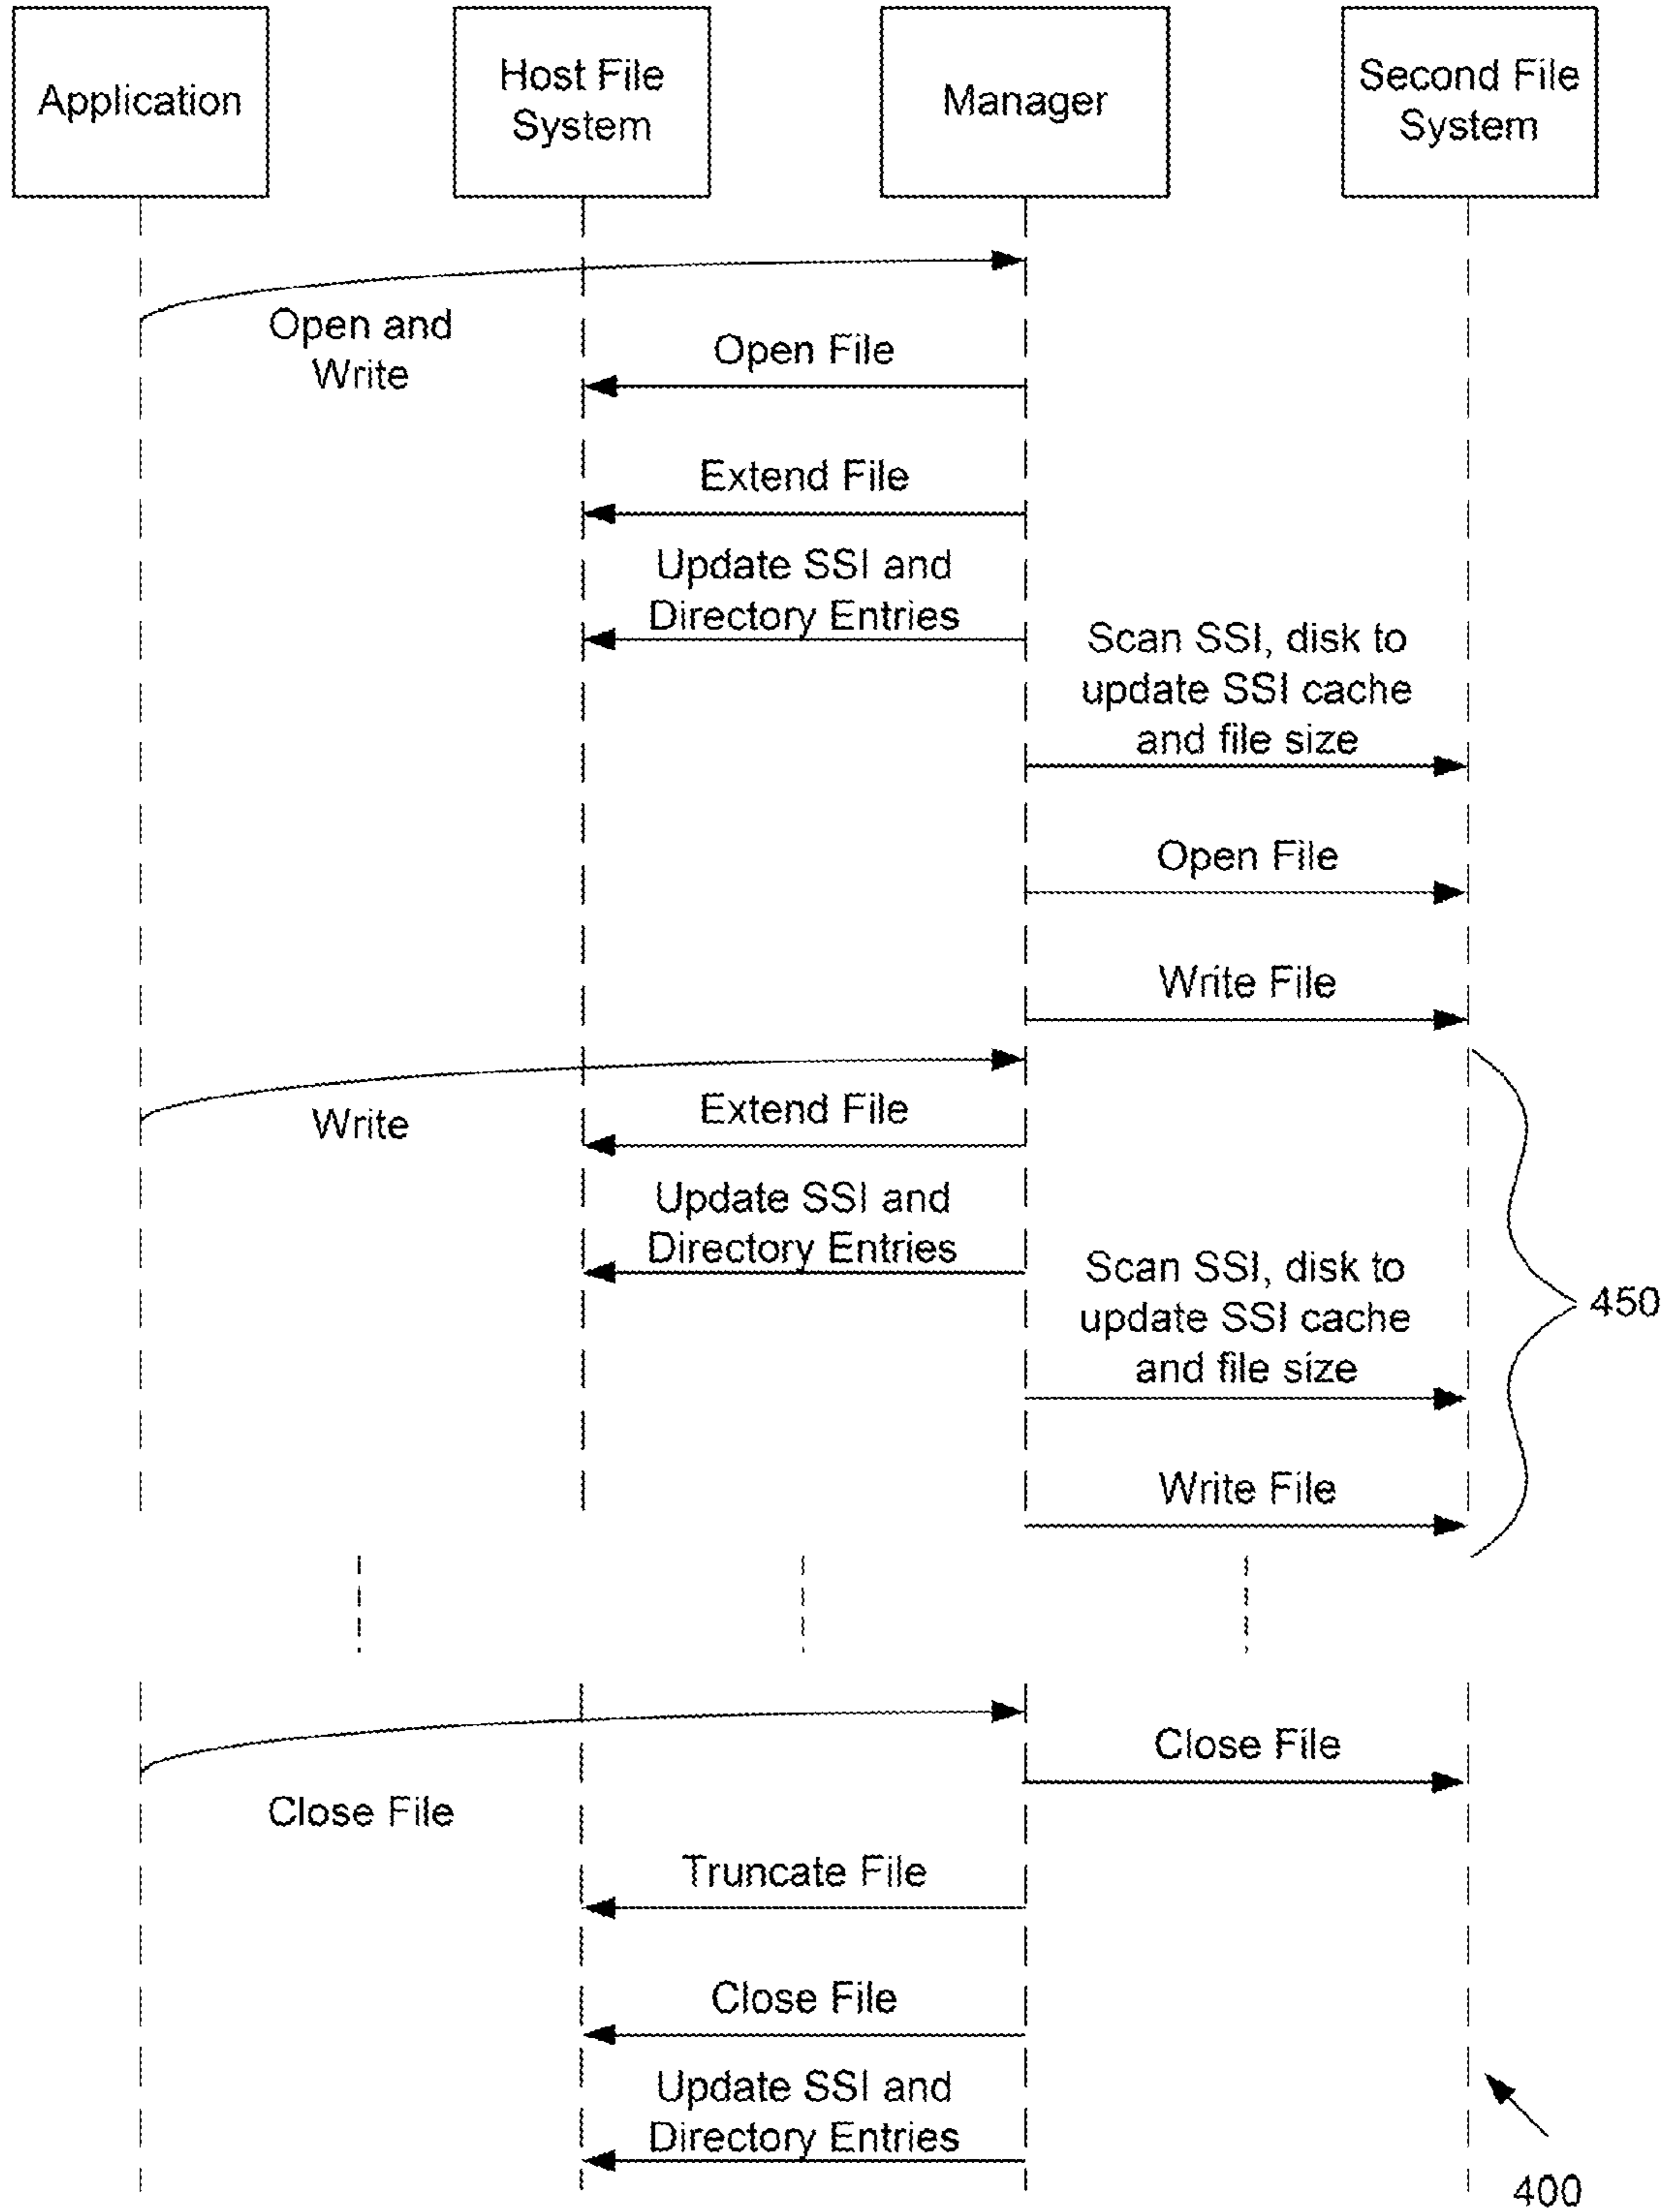 Application
Host File
System
Manager
Second File
System
Open and
Write
Open File
Extend File
Update SSI and
Directory Entries
Scan SSI, disk to
update SSI cache
and file size
Open File
Write File
Write
Extend File
Update SSI and
Directory Entries
Scan SSI, disk to
update SSI cache
and file size
450
Write File
Close File
Close File
Truncate File
Close File
Update SSI and
Directory Entries
400